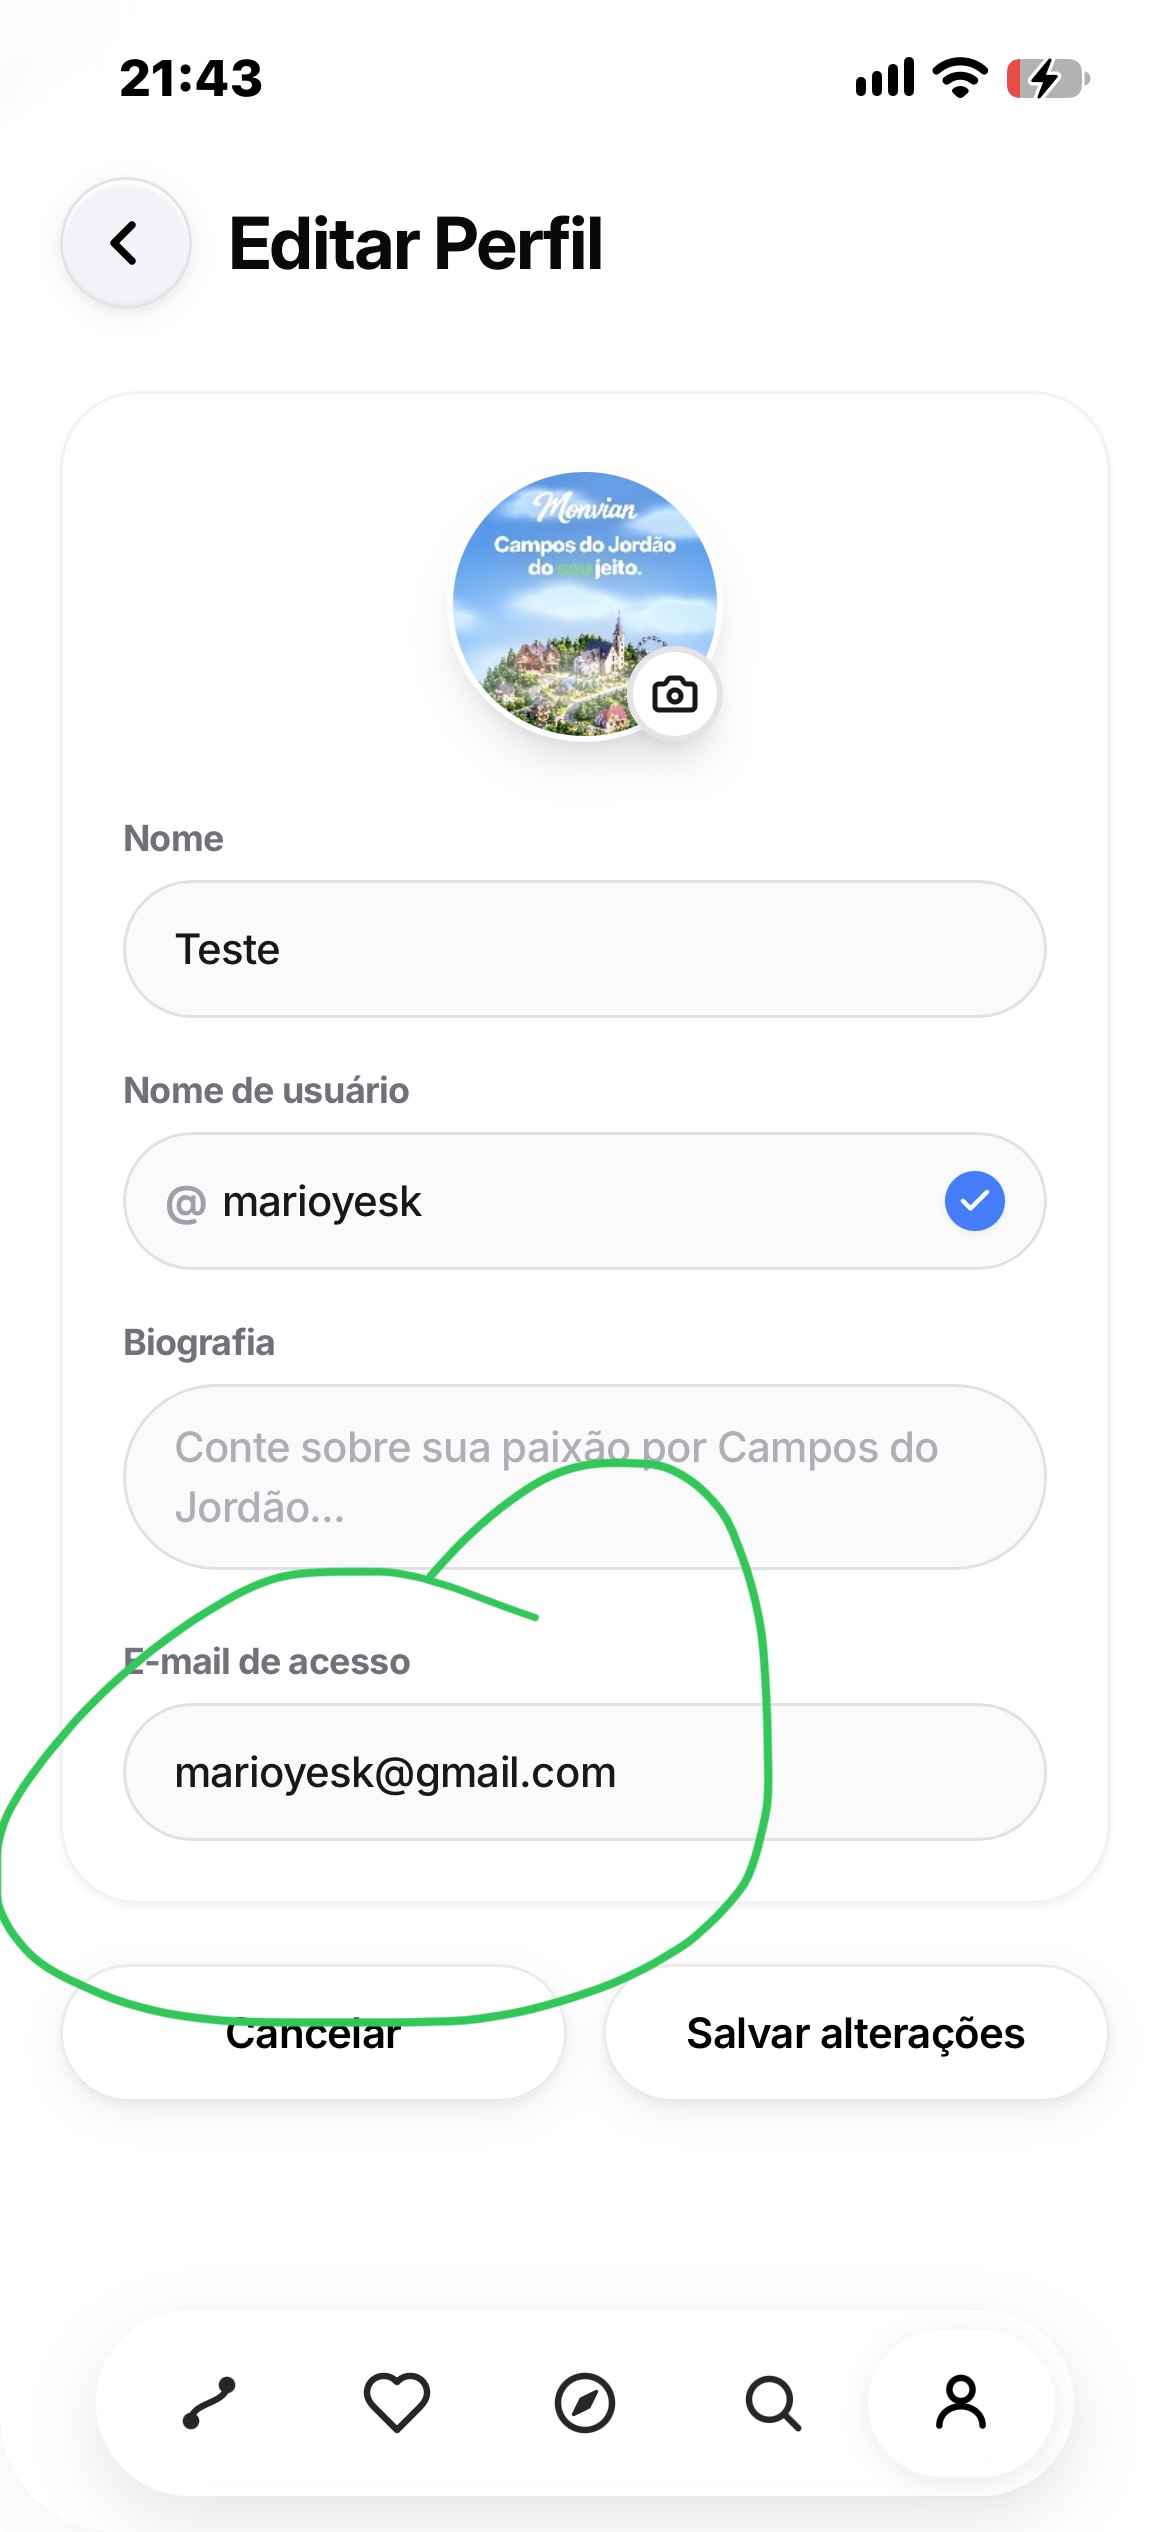 21:43
Editar Perfil
Monvian
Campos do Jordão
do seu jeito.
Nome
Teste
Nome de usuário
@ marioyesk
Biografia
Conte sobre sua paixão por Campos do
Jordão...
E-mail de acesso
marioyesk@gmail.com
Cancelar
Salvar alterações